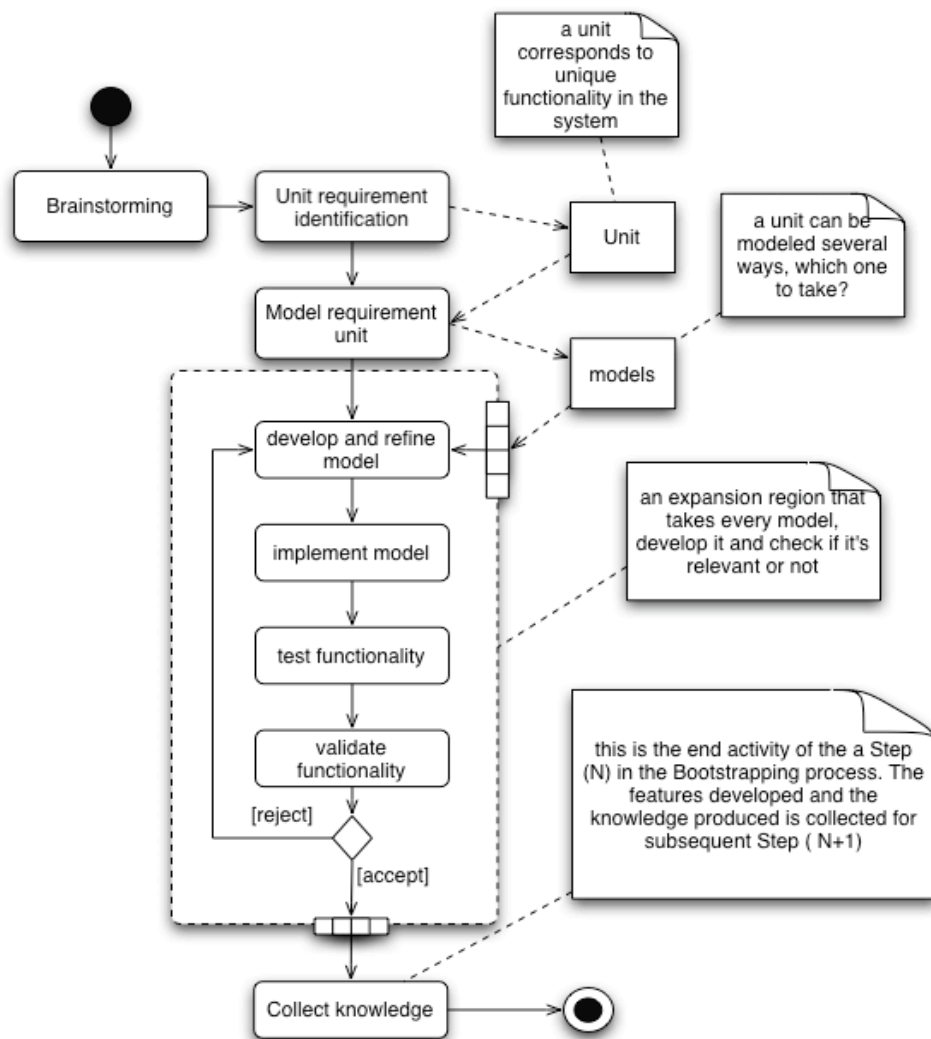 a unit
corresponds to
unique
functionality in the
system
Brainstorming
Unit requirement
identification
Unit
a unit can be
modeled several
ways, which one
to take?
Model requirement
unit
models
develop and refine
model
an expansion region that
takes every model,
develop it and check if it's
relevant or not
implement model
test functionality
validate
functionality
this is the end activity of the a Step
(N) in the Bootstrapping process. The
features developed and the
knowledge produced is collected for
subsequent Step ( N+1)
[reject]
[accept]
Collect knowledge